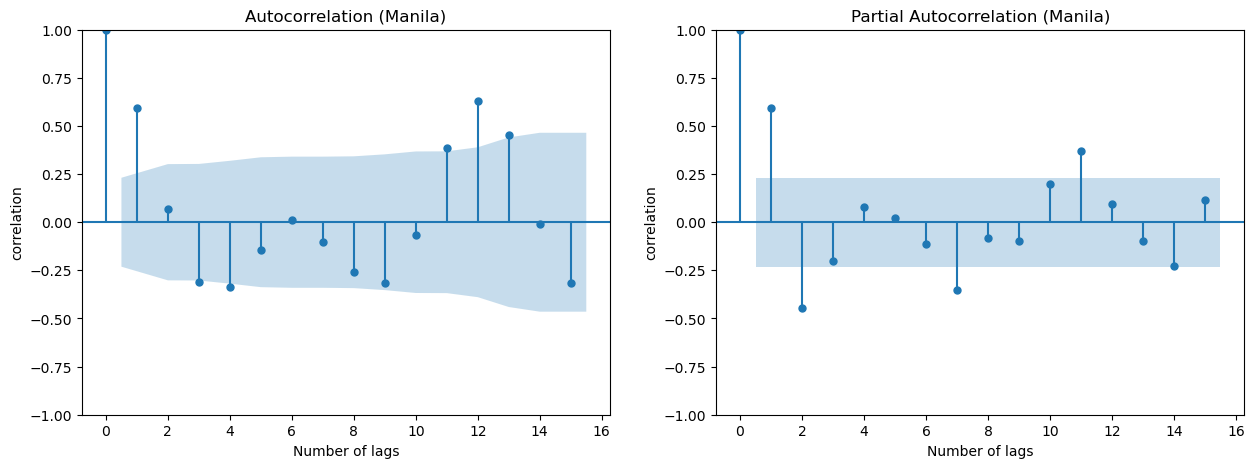 Autocorrelation (Manila)
1.00
0.75
0.50
0.25
0.00
−0.25
−0.50
−0.75
−1.00
correlation
0 2 4 6 8 10 12 14 16
Number of lags
Partial Autocorrelation (Manila)
1.00
0.75
0.50
0.25
0.00
−0.25
−0.50
−0.75
−1.00
correlation
0 2 4 6 8 10 12 14 16
Number of lags